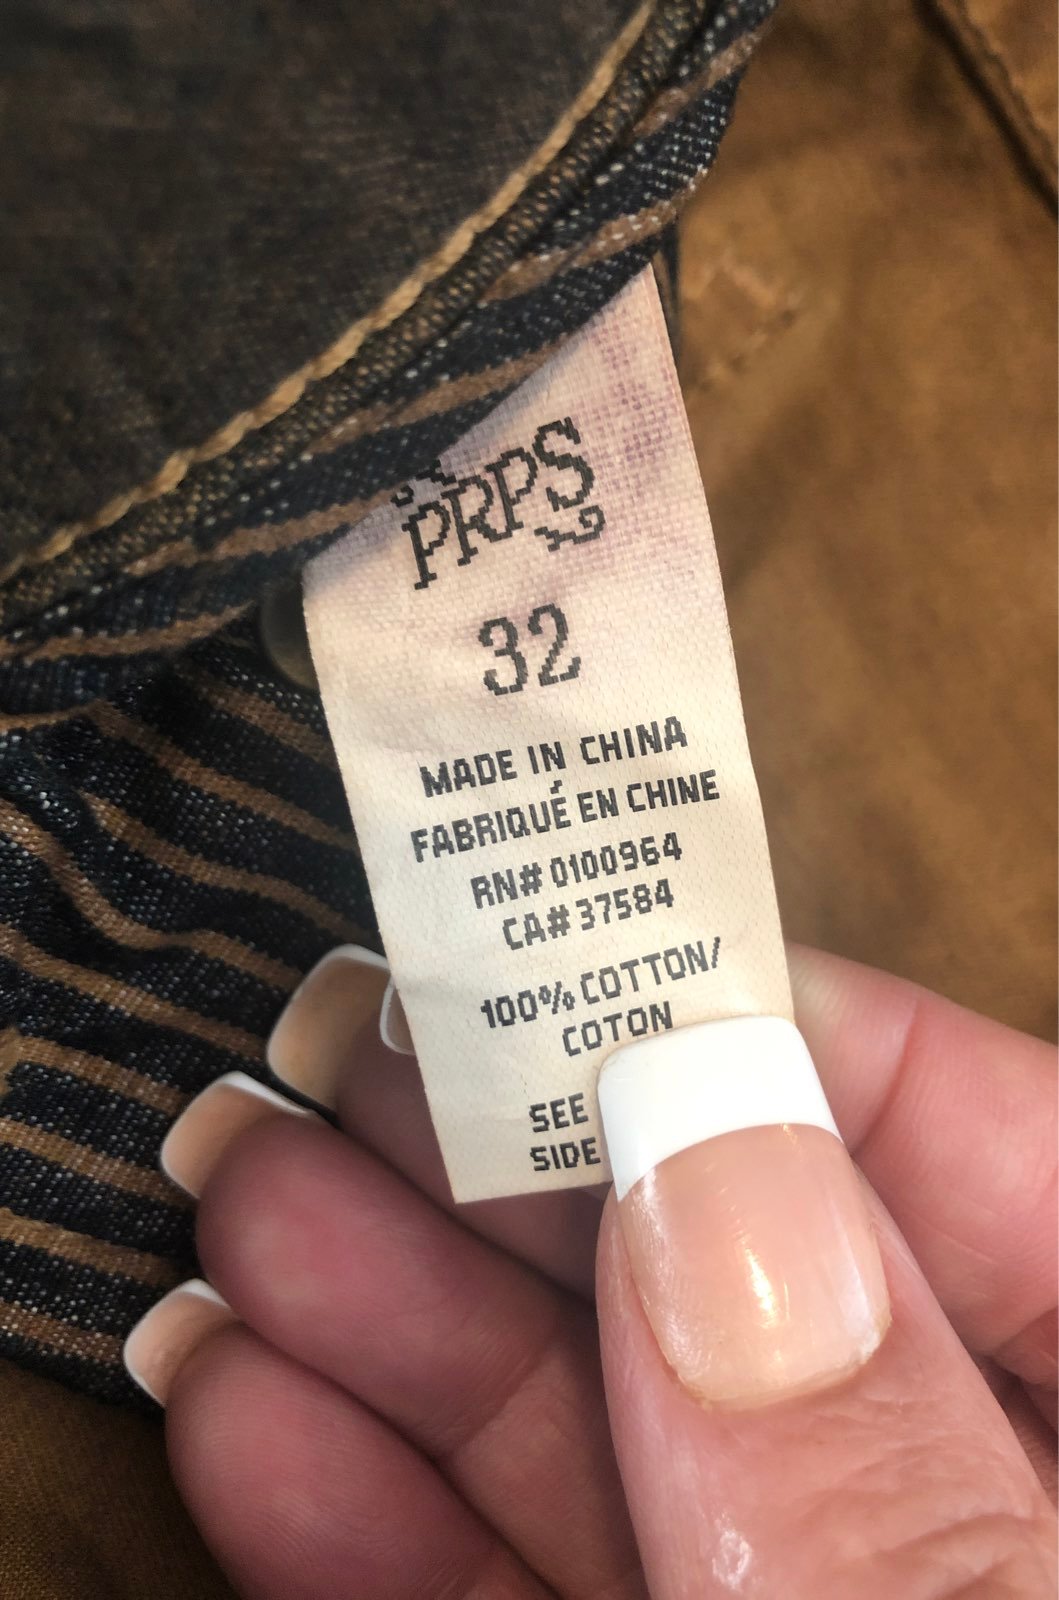 PRPS
32
MADE IN CHINA
FABRIQUÉ EN CHINE
RN# 0100964
CA# 37584
100% COTTON/
COTON
SEE
SIDE